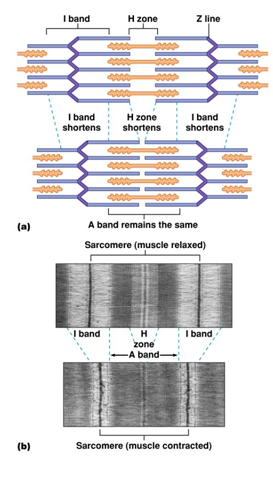 I band H zone Z line
I band
shortens
H zone
shortens
I band
shortens
A band remains the same
(a)
Sarcomere (muscle relaxed)
I band
H
zone
I band
A band
(b)
Sarcomere (muscle contracted)